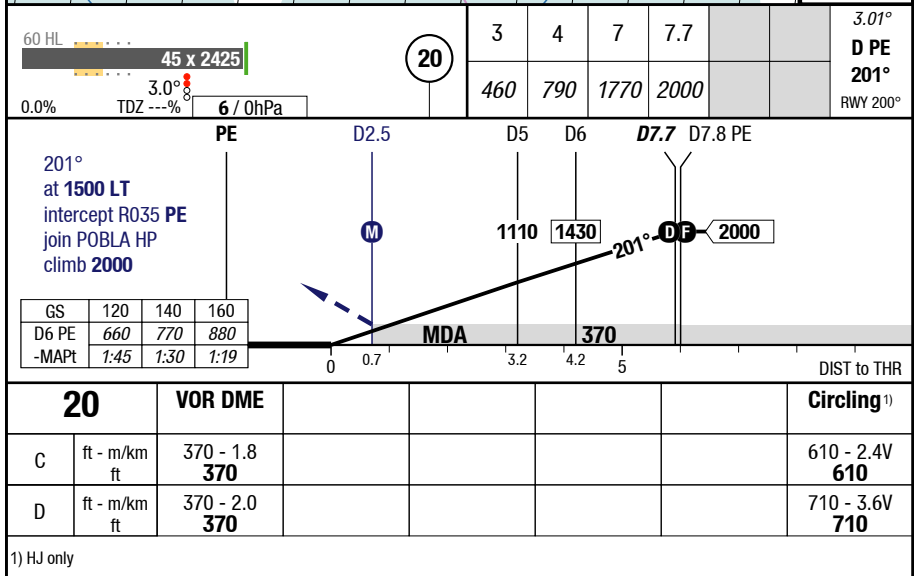 60 HL
45 x 2425
3.0°
0.0% TDZ ---% 6 / 0hPa
20
3 4 7 7.7
460 790 1770 2000
3.01°
D PE
201°
RWY 200°
PE D2.5 D5 D6 D7.7 D7.8 PE
201°
at 1500 LT
intercept R035 PE
join POBLA HP
climb 2000
M 1110 1430 201° D F 2000
GS 120 140 160
D6 PE 660 770 880
-MAPt 1:45 1:30 1:19
MDA 370
0 0.7 3.2 4.2 5 DIST to THR
20 VOR DME Circling 1)
C ft - m/km 370 - 1.8 610 - 2.4V
ft 370 610
D ft - m/km 370 - 2.0 710 - 3.6V
ft 370 710
1) HJ only